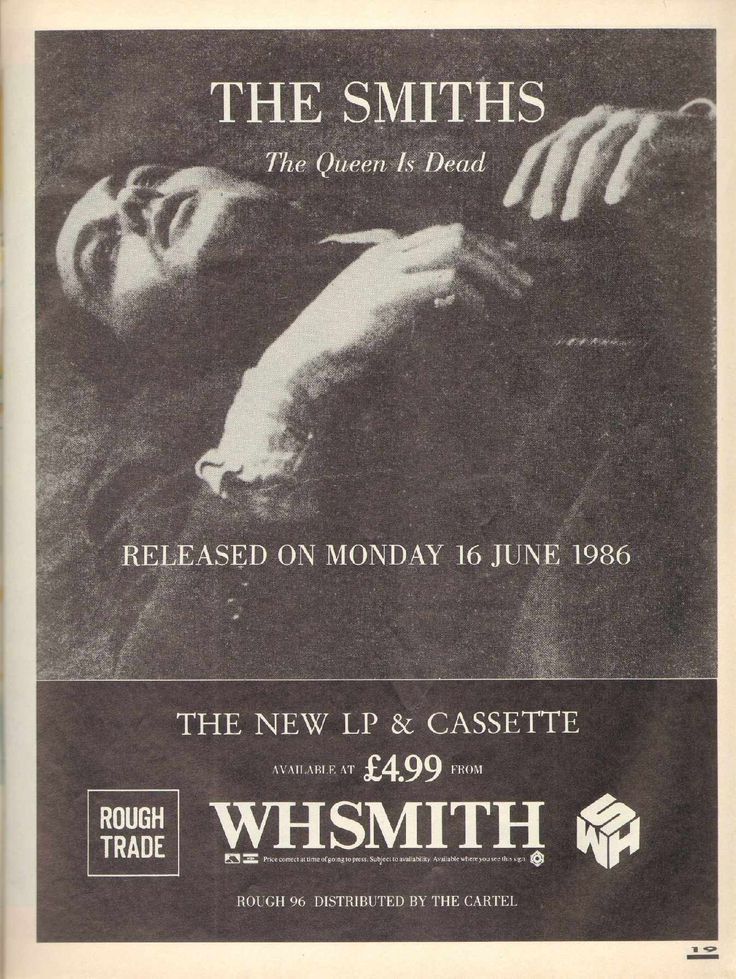 THE SMITHS
The Queen Is Dead
RELEASED ON MONDAY 16 JUNE 1986
THE NEW LP & CASSETTE
AVAILABLE AT £4.99 FROM
ROUGH
TRADE
WHSMITH
SWH
Price correct at time of going to press. Subject to availability. Available where you see this sign
ROUGH 96 DISTRIBUTED BY THE CARTEL
19